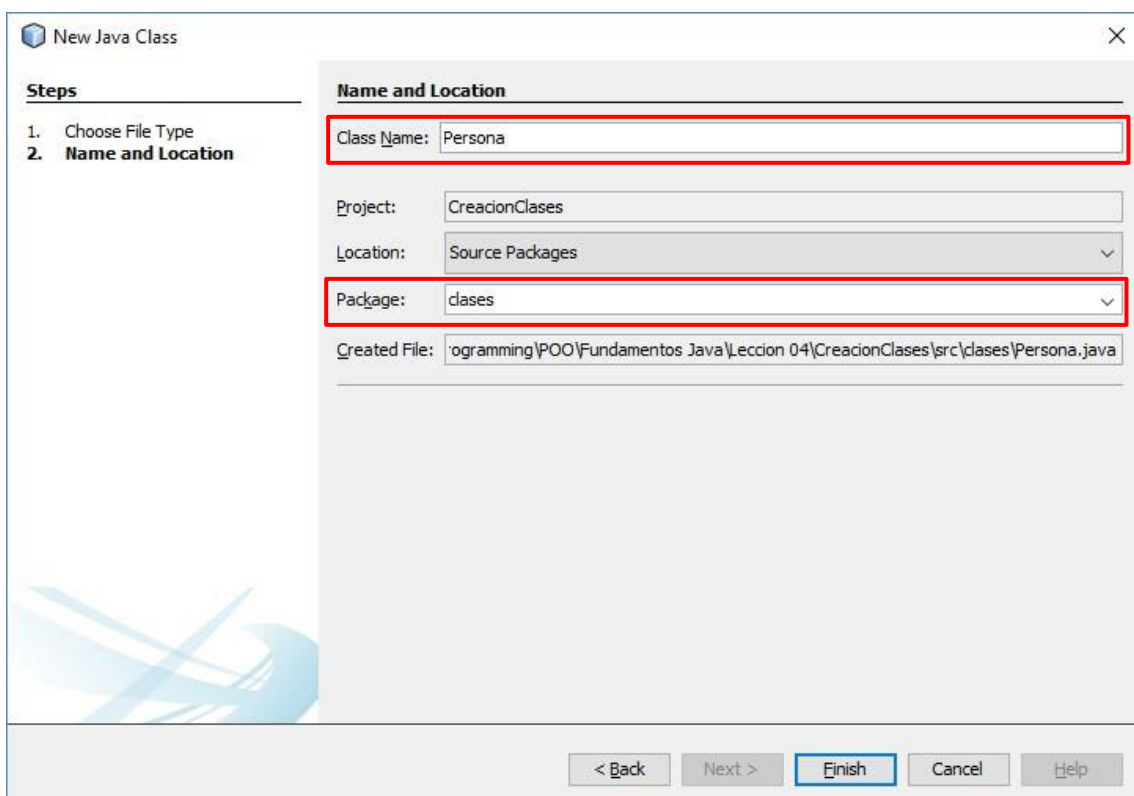 New Java Class
Steps
1. Choose File Type
2. Name and Location
Name and Location
Class Name: Persona
Project: CreacionClases
Location: Source Packages
Package: clases
Created File: ogramming\POO\Fundamentos Java\Leccion 04\CreacionClases\src\clases\Persona.java
< Back Next > Finish Cancel Help